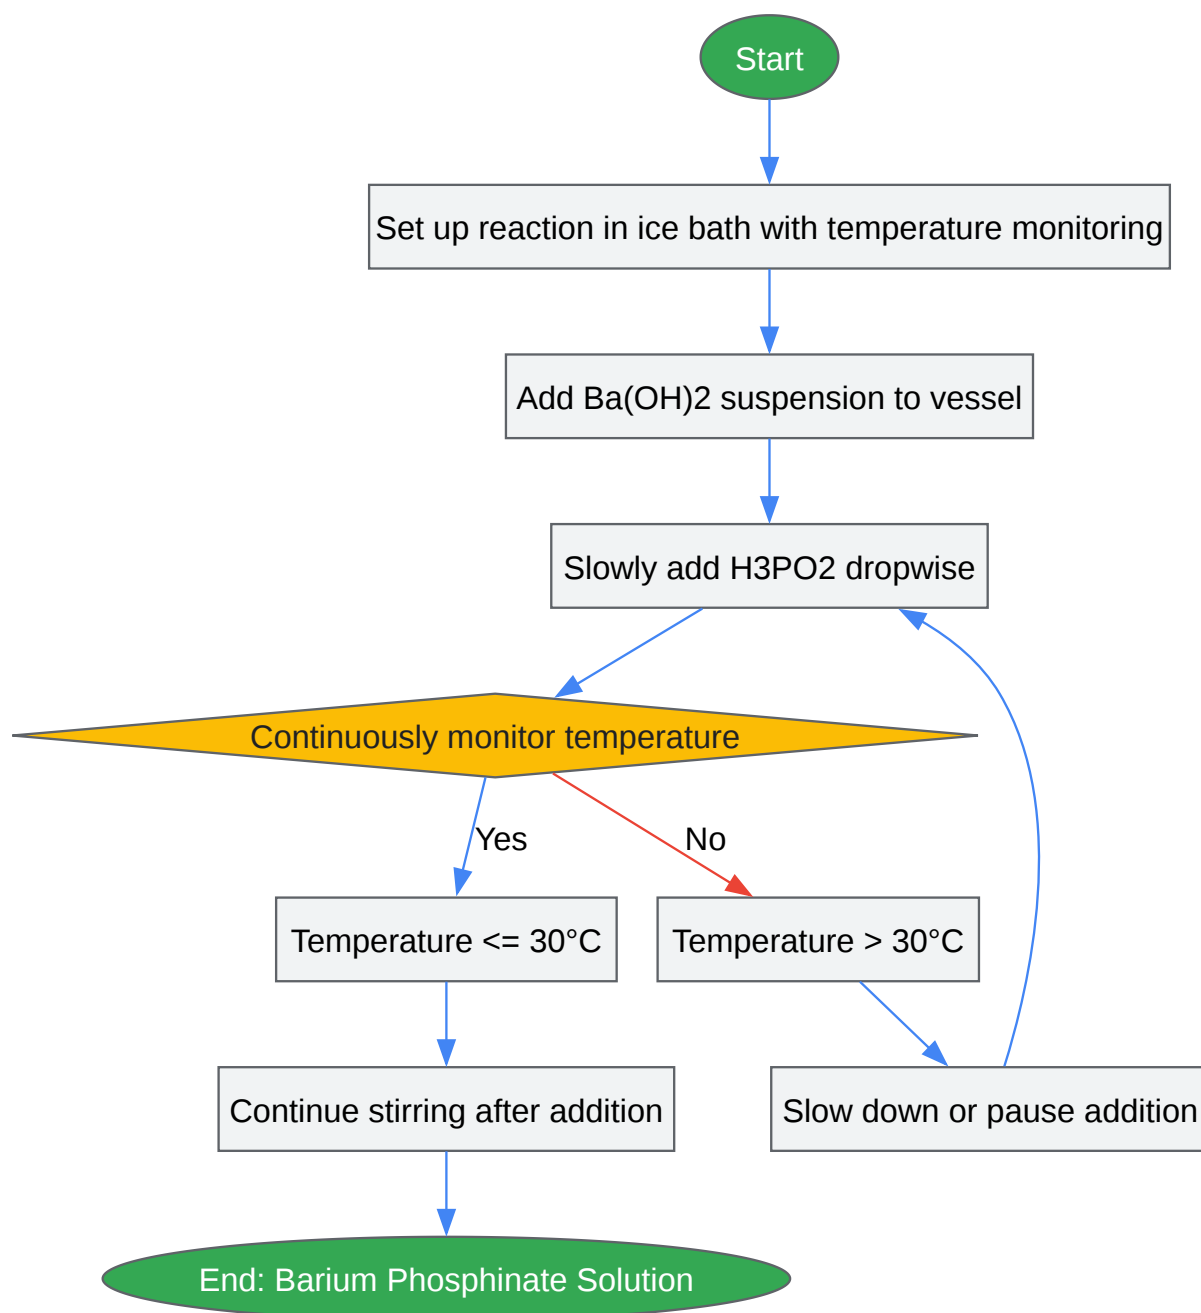 Start
Set up reaction in ice bath with temperature monitoring
Add Ba(OH)2 suspension to vessel
Slowly add H3PO2 dropwise
Continuously monitor temperature
Yes
No
Temperature <= 30°C
Temperature > 30°C
Continue stirring after addition
Slow down or pause addition
End: Barium Phosphinate Solution